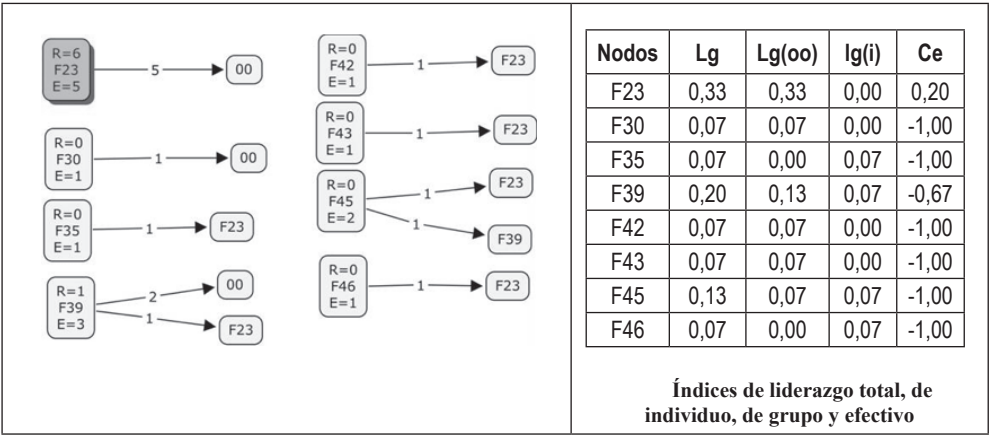 R=6
F23
E=5
5
00
R=0
F30
E=1
1
00
R=0
F35
E=1
1
F23
R=1
F39
E=3
2
00
1
F23
R=0
F42
E=1
1
F23
R=0
F43
E=1
1
F23
R=0
F45
E=2
1
F23
1
F39
R=0
F46
E=1
1
F23
Nodos Lg Lg(oo) lg(i) Ce
F23 0,33 0,33 0,00 0,20
F30 0,07 0,07 0,00 -1,00
F35 0,07 0,00 0,07 -1,00
F39 0,20 0,13 0,07 -0,67
F42 0,07 0,07 0,00 -1,00
F43 0,07 0,07 0,00 -1,00
F45 0,13 0,07 0,07 -1,00
F46 0,07 0,00 0,07 -1,00
Índices de liderazgo total, de
individuo, de grupo y efectivo